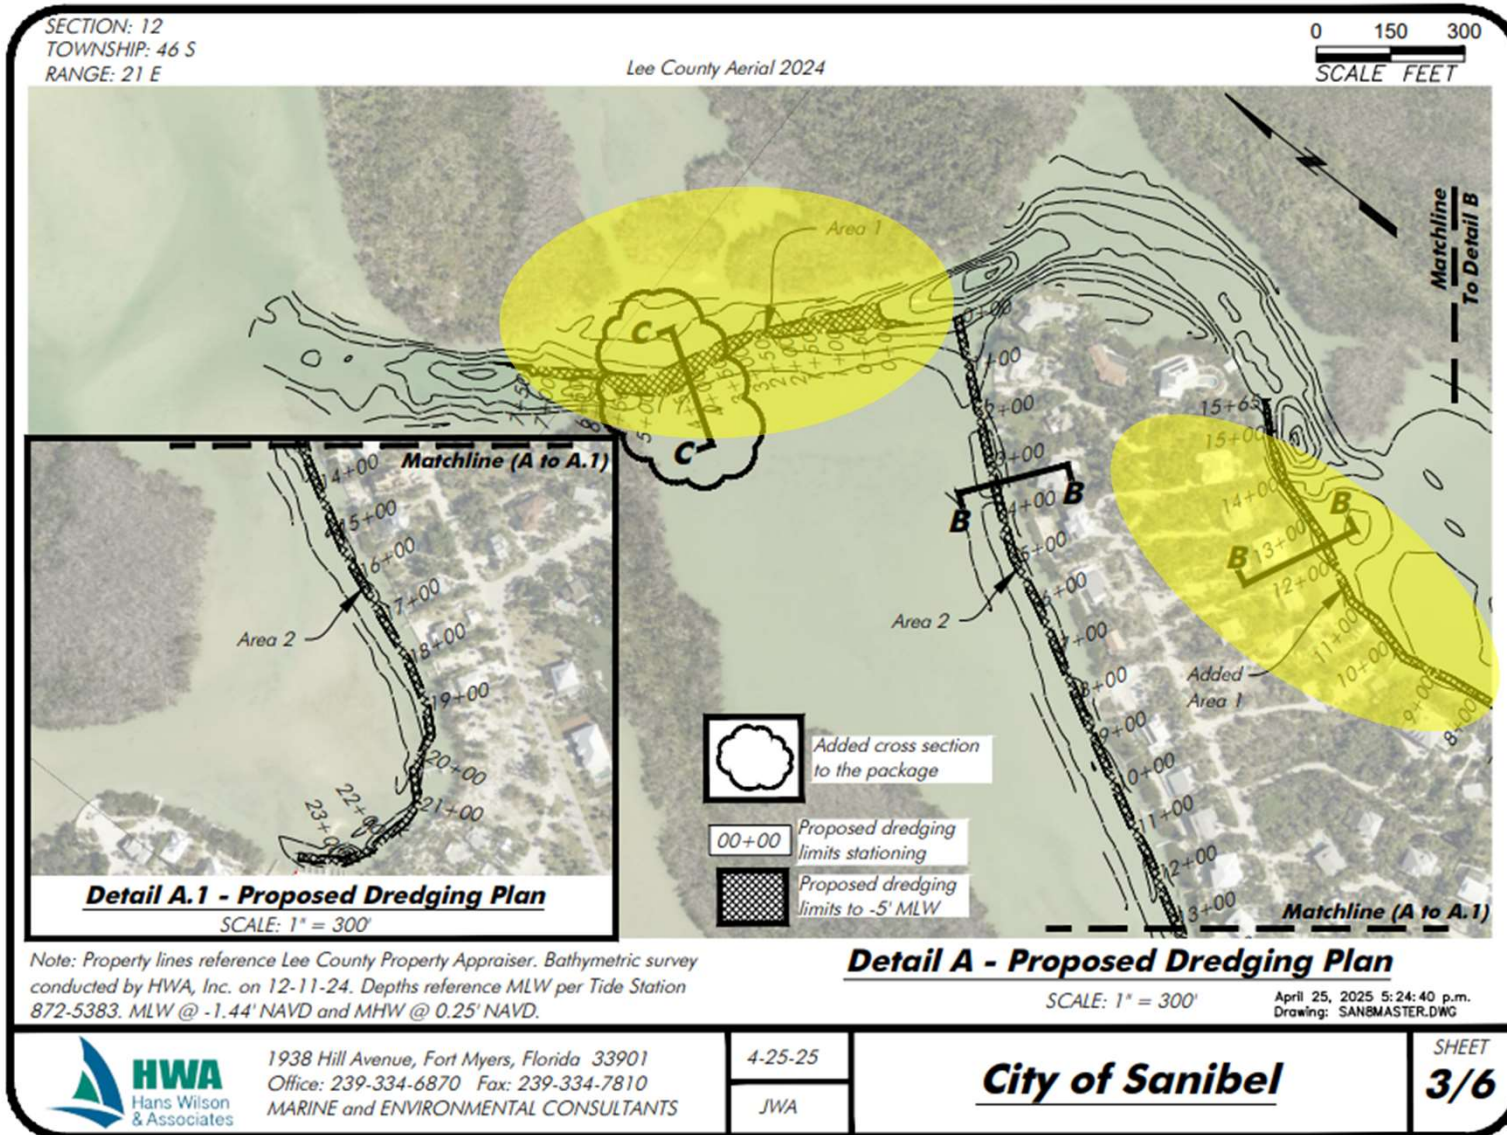 SECTION: 12
TOWNSHIP: 46 S
RANGE: 21 E
Lee County Aerial 2024
0 150 300
SCALE FEET
Matchline
To Detail B
Area 1
C
C
7+50
5+00
0+00
1+00
2+00
3+00
4+00
5+00
6+00
7+00
8+00
9+00
11+00
12+00
13+00
B
B
Area 2
15+65
15+00
14+00
13+00
12+00
11+00
10+00
9+00
8+00
B
B
Added
Area 1
Matchline (A to A.1)
14+00
15+00
16+00
17+00
18+00
19+00
20+00
21+00
Area 2
Detail A.1 - Proposed Dredging Plan
SCALE: 1" = 300'
Added cross section
to the package
00+00
Proposed dredging
limits stationing
Proposed dredging
limits to -5' MLW
Matchline (A to A.1)
Note: Property lines reference Lee County Property Appraiser. Bathymetric survey
conducted by HWA, Inc. on 12-11-24. Depths reference MLW per Tide Station
872-5383. MLW @ -1.44' NAVD and MHW @ 0.25' NAVD.
Detail A - Proposed Dredging Plan
SCALE: 1" = 300'
April 25, 2025 5:24:40 p.m.
Drawing: SAN8MASTER.DWG
HWA
Hans Wilson
& Associates
1938 Hill Avenue, Fort Myers, Florida 33901
Office: 239-334-6870 Fax: 239-334-7810
MARINE and ENVIRONMENTAL CONSULTANTS
4-25-25
JWA
City of Sanibel
SHEET
3/6